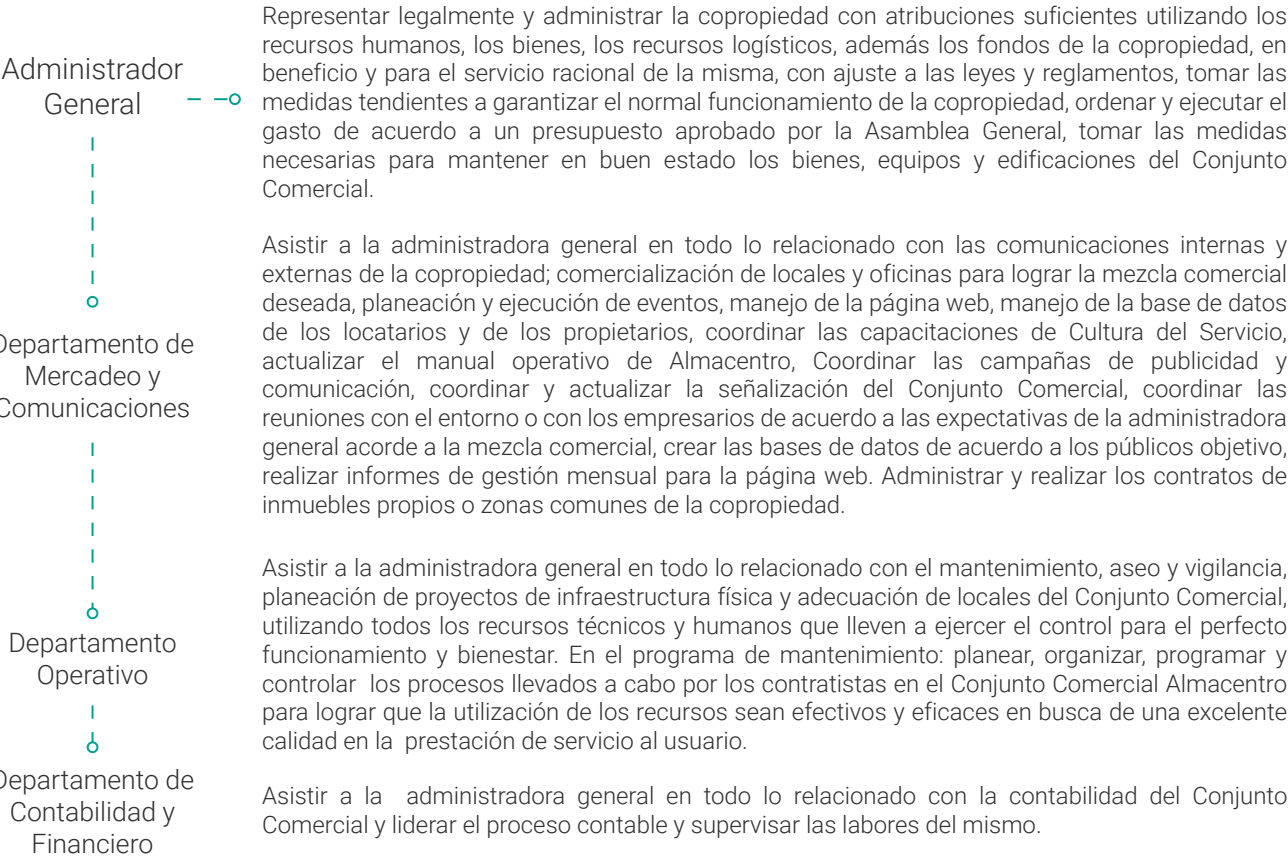 Administrador
General
Representar legalmente y administrar la copropiedad con atribuciones suficientes utilizando los
recursos humanos, los bienes, los recursos logísticos, además los fondos de la copropiedad, en
beneficio y para el servicio racional de la misma, con ajuste a las leyes y reglamentos, tomar las
medidas tendientes a garantizar el normal funcionamiento de la copropiedad, ordenar y ejecutar el
gasto de acuerdo a un presupuesto aprobado por la Asamblea General, tomar las medidas
necesarias para mantener en buen estado los bienes, equipos y edificaciones del Conjunto
Comercial.
Departamento de
Mercadeo y
Comunicaciones
Asistir a la administradora general en todo lo relacionado con las comunicaciones internas y
externas de la copropiedad; comercialización de locales y oficinas para lograr la mezcla comercial
deseada, planeación y ejecución de eventos, manejo de la página web, manejo de la base de datos
de los locatarios y de los propietarios, coordinar las capacitaciones de Cultura del Servicio,
actualizar el manual operativo de Almacentro, Coordinar las campañas de publicidad y
comunicación, coordinar y actualizar la señalización del Conjunto Comercial, coordinar las
reuniones con el entorno o con los empresarios de acuerdo a las expectativas de la administradora
general acorde a la mezcla comercial, crear las bases de datos de acuerdo a los públicos objetivo,
realizar informes de gestión mensual para la página web. Administrar y realizar los contratos de
inmuebles propios o zonas comunes de la copropiedad.
Departamento
Operativo
Asistir a la administradora general en todo lo relacionado con el mantenimiento, aseo y vigilancia,
planeación de proyectos de infraestructura física y adecuación de locales del Conjunto Comercial,
utilizando todos los recursos técnicos y humanos que lleven a ejercer el control para el perfecto
funcionamiento y bienestar. En el programa de mantenimiento: planear, organizar, programar y
controlar los procesos llevados a cabo por los contratistas en el Conjunto Comercial Almacentro
para lograr que la utilización de los recursos sean efectivos y eficaces en busca de una excelente
calidad en la prestación de servicio al usuario.
Departamento de
Contabilidad y
Financiero
Asistir a la administradora general en todo lo relacionado con la contabilidad del Conjunto
Comercial y liderar el proceso contable y supervisar las labores del mismo.